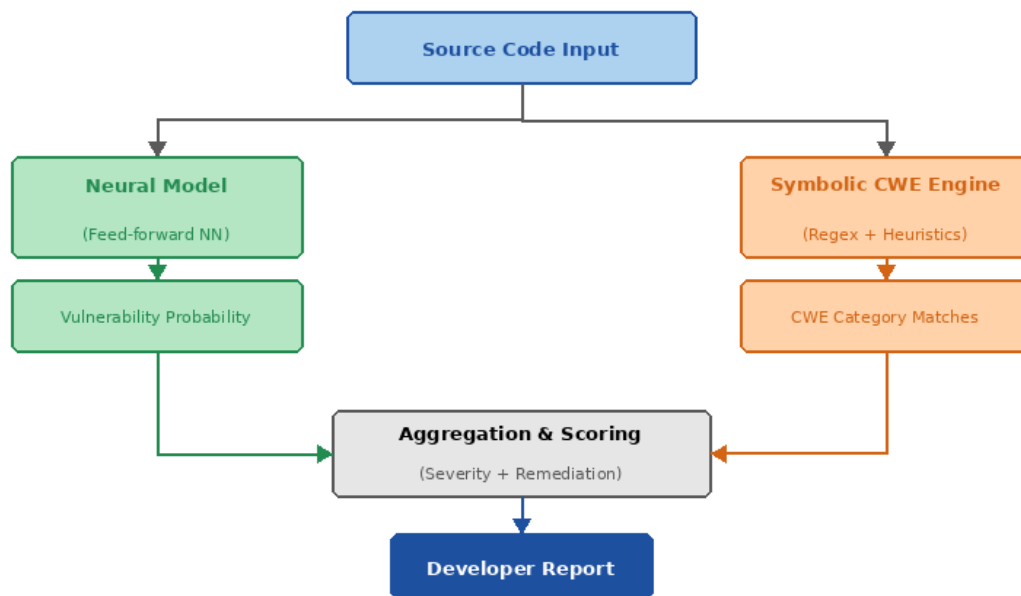 Source Code Input
Neural Model
(Feed-forward NN)
Symbolic CWE Engine
(Regex + Heuristics)
Vulnerability Probability
CWE Category Matches
Aggregation & Scoring
(Severity + Remediation)
Developer Report